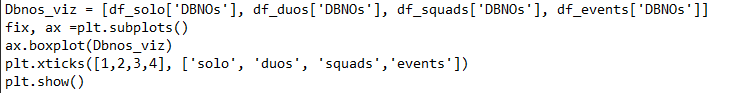 Dbnos_viz = [df_solo['DBNOs'], df_duos['DBNOs'], df_squads['DBNOs'], df_events['DBNOs']]
fix, ax =plt.subplots()
ax.boxplot(Dbnos_viz)
plt.xticks([1,2,3,4], ['solo', 'duos', 'squads','events'])
plt.show()